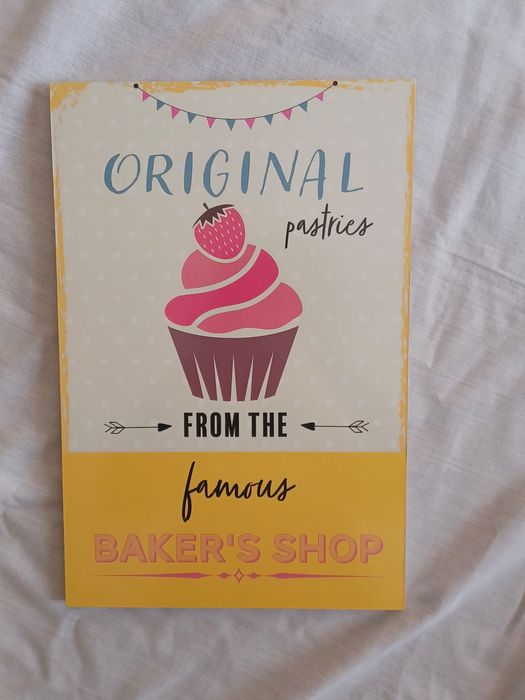 ORIGINAL
pastries
FROM THE
famous
BAKER'S SHOP